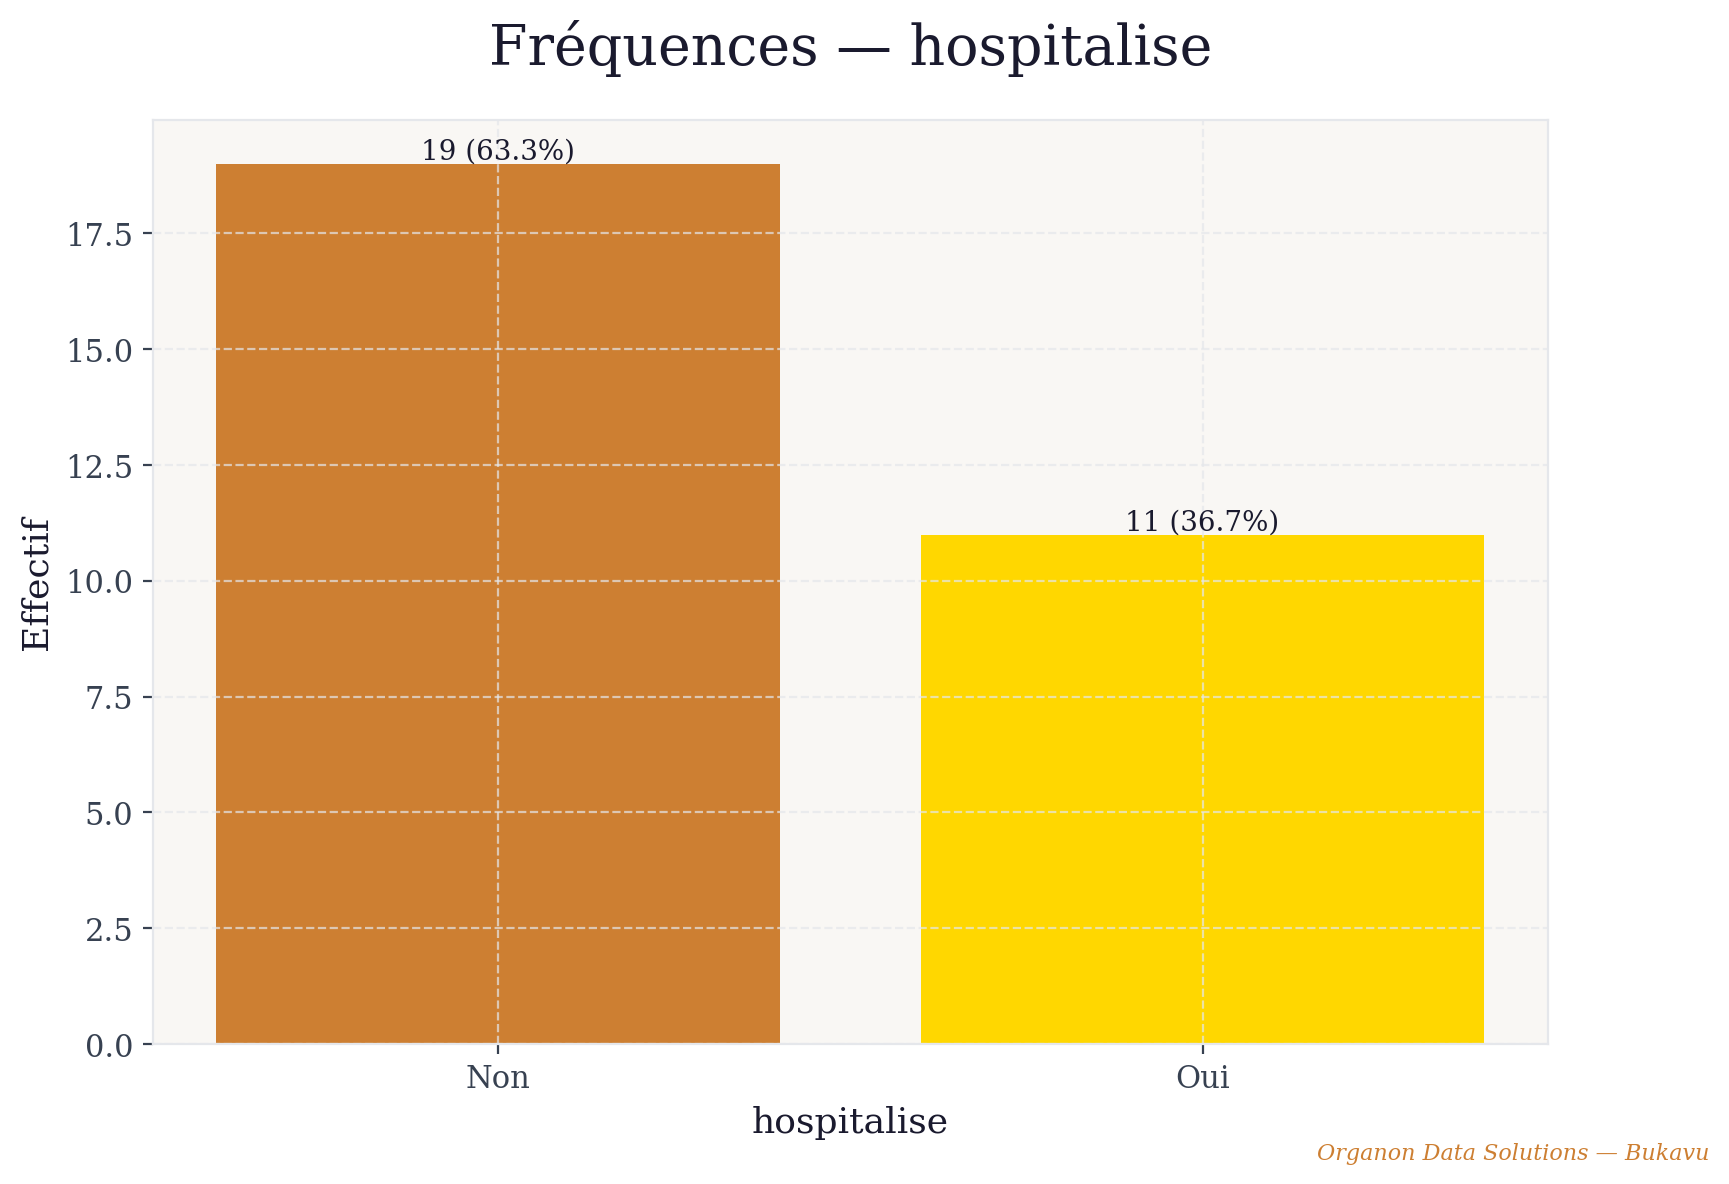 Fréquences — hospitalise
19 (63.3%)
17.5
15.0
12.5
11 (36.7%)
10.0
7.5
5.0
2.5
0.0
Effectif
Non
Oui
hospitalise
Organon Data Solutions — Bukavu